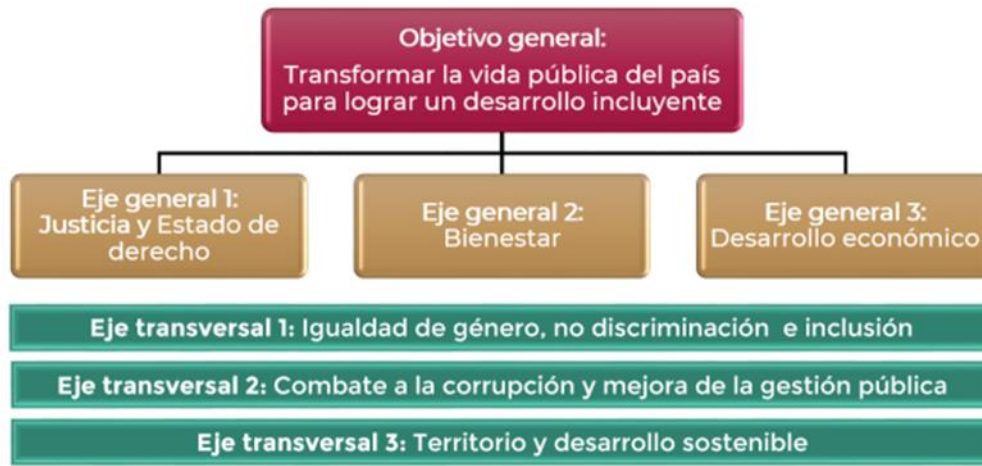 Objetivo general:
Transformar la vida pública del país
para lograr un desarrollo incluyente
Eje general 1:
Justicia y Estado de
derecho
Eje general 2:
Bienestar
Eje general 3:
Desarrollo económico
Eje transversal 1: Igualdad de género, no discriminación e inclusión
Eje transversal 2: Combate a la corrupción y mejora de la gestión pública
Eje transversal 3: Territorio y desarrollo sostenible